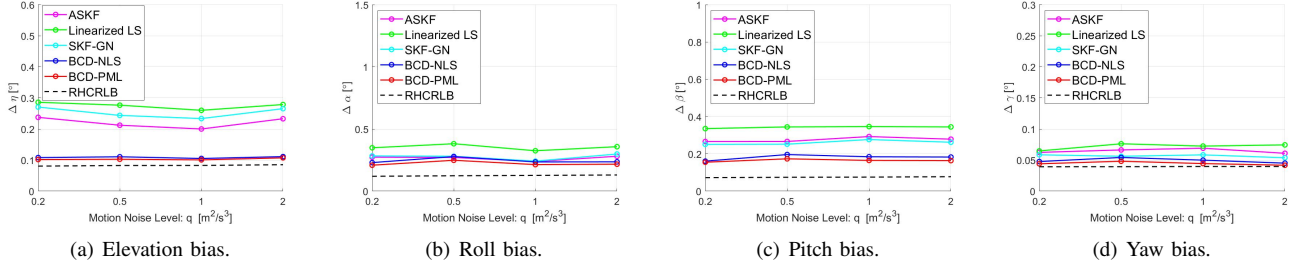 0.6
0.5
0.4
0.3
0.2
0.1
0
Δ η [°]
ASKF
Linearized LS
SKF-GN
BCD-NLS
BCD-PML
RHCRLB
0.2 0.5 1 2
Motion Noise Level: q [m²/s³]
(a) Elevation bias.
1.5
1
0.5
0
Δ α [°]
ASKF
Linearized LS
SKF-GN
BCD-NLS
BCD-PML
RHCRLB
0.2 0.5 1 2
Motion Noise Level: q [m²/s³]
(b) Roll bias.
1
0.8
0.6
0.4
0.2
0
Δ β [°]
ASKF
Linearized LS
SKF-GN
BCD-NLS
BCD-PML
RHCRLB
0.2 0.5 1 2
Motion Noise Level: q [m²/s³]
(c) Pitch bias.
0.3
0.25
0.2
0.15
0.1
0.05
0
Δ γ [°]
ASKF
Linearized LS
SKF-GN
BCD-NLS
BCD-PML
RHCRLB
0.2 0.5 1 2
Motion Noise Level: q [m²/s³]
(d) Yaw bias.